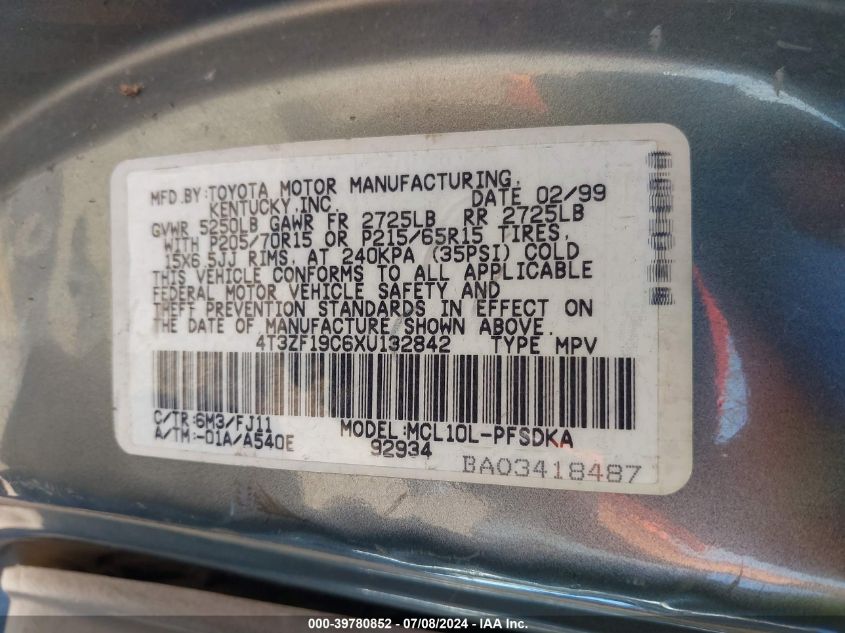 MFD.BY:TOYOTA MOTOR MANUFACTURING,
KENTUCKY,INC. DATE 02/99
GVWR 5250LB GAWR FR 2725LB RR 2725LB
WITH P205/70R15 OR P215/65R15 TIRES,
15X6.5JJ RIMS, AT 240KPA (35PSI) COLD
THIS VEHICLE CONFORMS TO ALL APPLICABLE
FEDERAL MOTOR VEHICLE SAFETY AND
THEFT PREVENTION STANDARDS IN EFFECT ON
THE DATE OF MANUFACTURE SHOWN ABOVE.
4T3ZF19C6XU132842 TYPE MPV
C/TR:6M3/FJ11 MODEL:MCL10L-PFSDKA
A/TM:-01A/A540E 92934
BA03418487
000-39780852 - 07/08/2024 - IAA Inc.